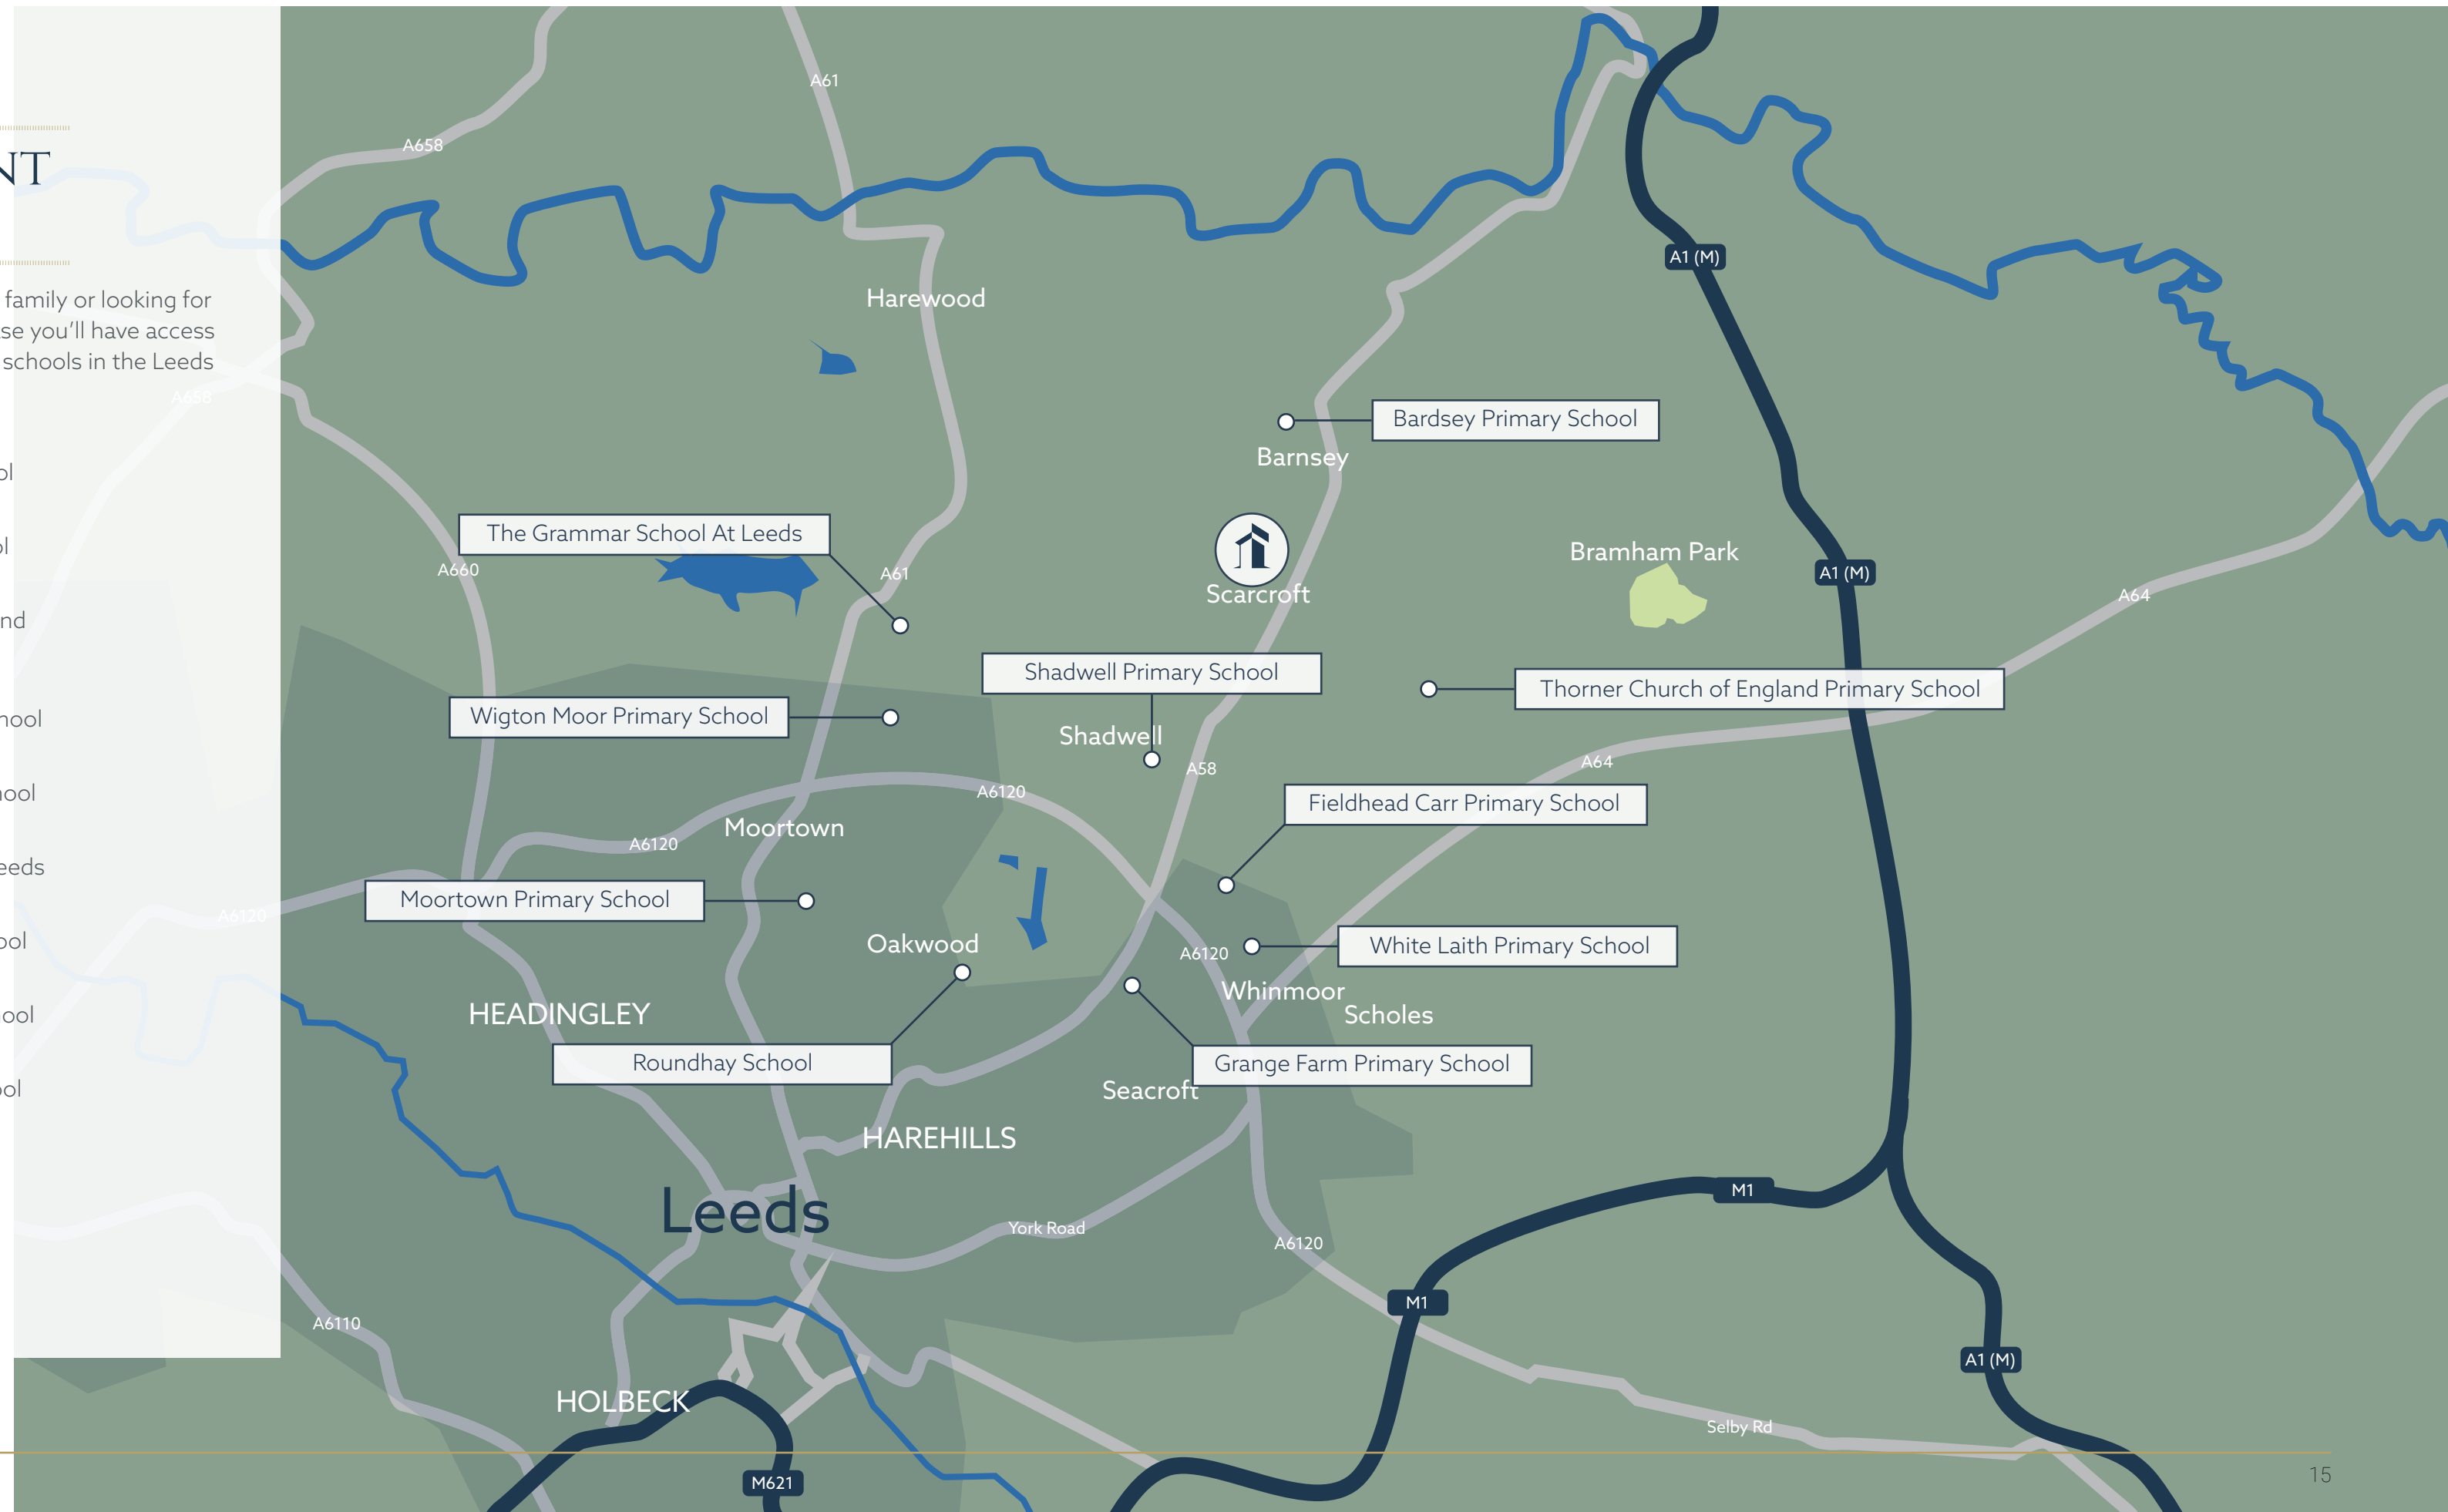 NT
family or looking for
se you'll have access
schools in the Leeds
ol
ol
nd
hool
hool
eeds
ool
ool
ool
A61
A658
A1 (M)
Harewood
A658
Bardsey Primary School
Barnsey
The Grammar School At Leeds
A660
A61
Scarcroft
Bramham Park
A1 (M)
A64
Shadwell Primary School
Thorner Church of England Primary School
Wigton Moor Primary School
Shadwell
A58
A64
A6120
Fieldhead Carr Primary School
Moortown
A6120
Moortown Primary School
A6120
Oakwood
A6120
White Laith Primary School
Whinmoor
Scholes
HEADINGLEY
Roundhay School
Grange Farm Primary School
Seacroft
HAREHILLS
M1
Leeds
York Road
A6120
M1
A6110
A1 (M)
HOLBECK
Selby Rd
M621
15